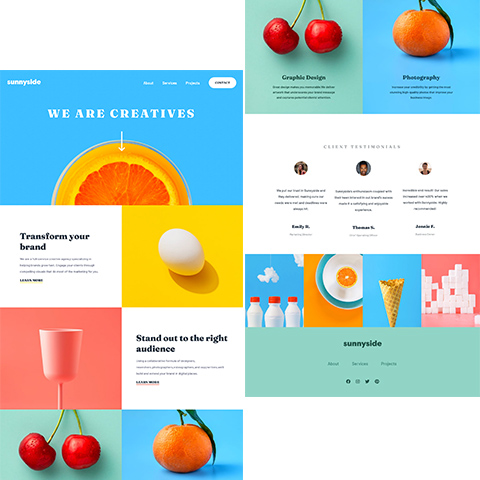 sunnyside
About Services Projects CONTACT
WE ARE CREATIVES
Transform your
brand
We are a full-service creative agency specializing in
helping brands grow fast. Engage your clients through
compelling visuals that do most of the marketing for you.
LEARN MORE
Stand out to the right
audience
Using a collaborative formula of designers,
researchers, photographers, videographers, and copywriters, we'll
build and extend your brand in digital places.
LEARN MORE
Graphic Design
Great design makes you memorable. We deliver
artwork that underscores your brand message
and captures potential clients' attention.
Photography
Increase your credibility by getting the most
stunning, high-quality photos that improve your
business image.
CLIENT TESTIMONIALS
We put our trust in Sunnyside and
they delivered, making sure our
needs were met and deadlines were
always hit.
Emily R.
Marketing Director
Sunnyside's enthusiasm coupled with
their keen interest in our brand's success
made it a satisfying and enjoyable
experience.
Thomas S.
Chief Operating Officer
Incredible end result! Our sales
increased over 400% when we
worked with Sunnyside. Highly
recommended!
Jennie F.
Business Owner
sunnyside
About Services Projects